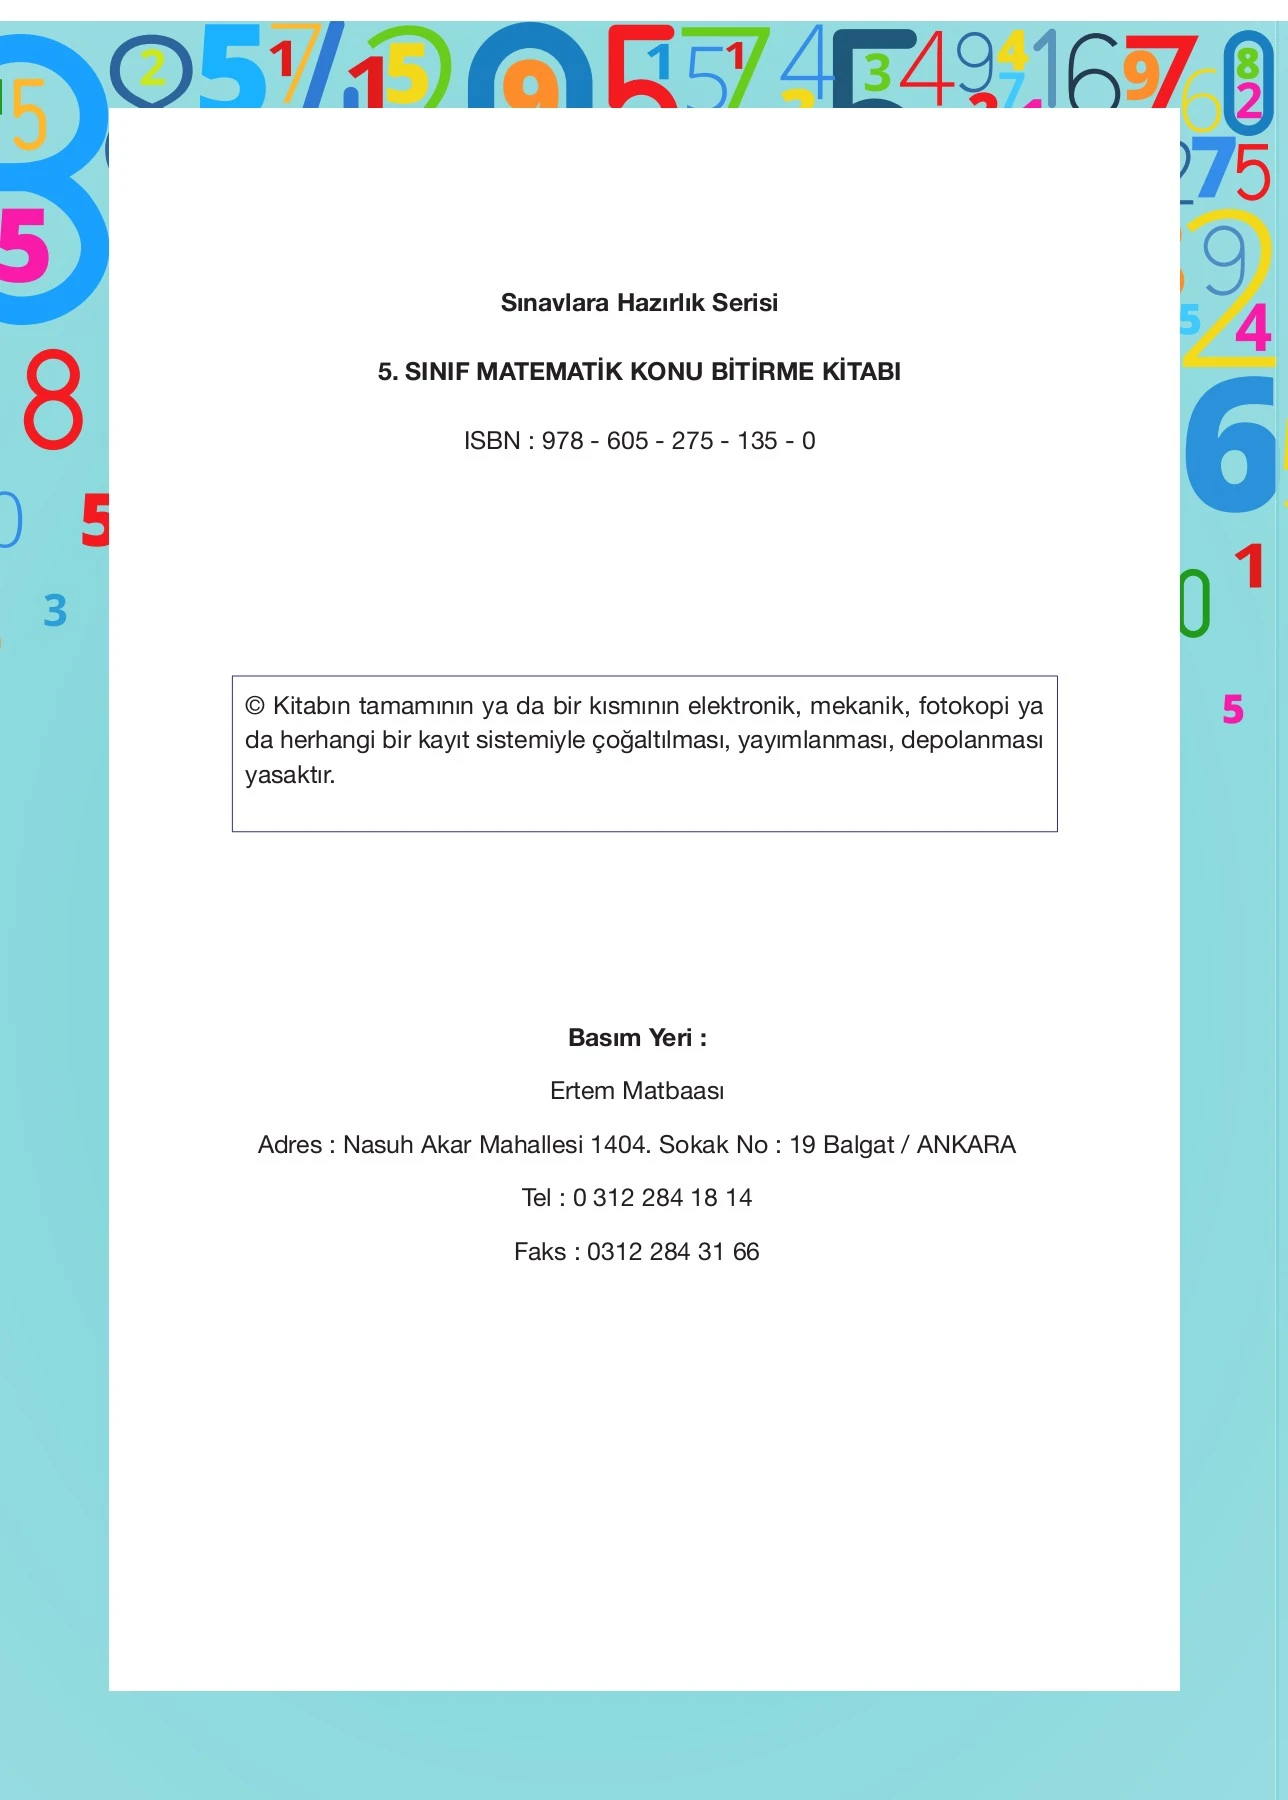 Sınavlara Hazırlık Serisi
5. SINIF MATEMATİK KONU BİTİRME KİTABI
ISBN : 978 - 605 - 275 - 135 - 0
© Kitabın tamamının ya da bir kısmının elektronik, mekanik, fotokopi ya
da herhangi bir kayıt sistemiyle çoğaltılması, yayımlanması, depolanması
yasaktır.
Basım Yeri :
Ertem Matbaası
Adres : Nasuh Akar Mahallesi 1404. Sokak No : 19 Balgat / ANKARA
Tel : 0 312 284 18 14
Faks : 0312 284 31 66